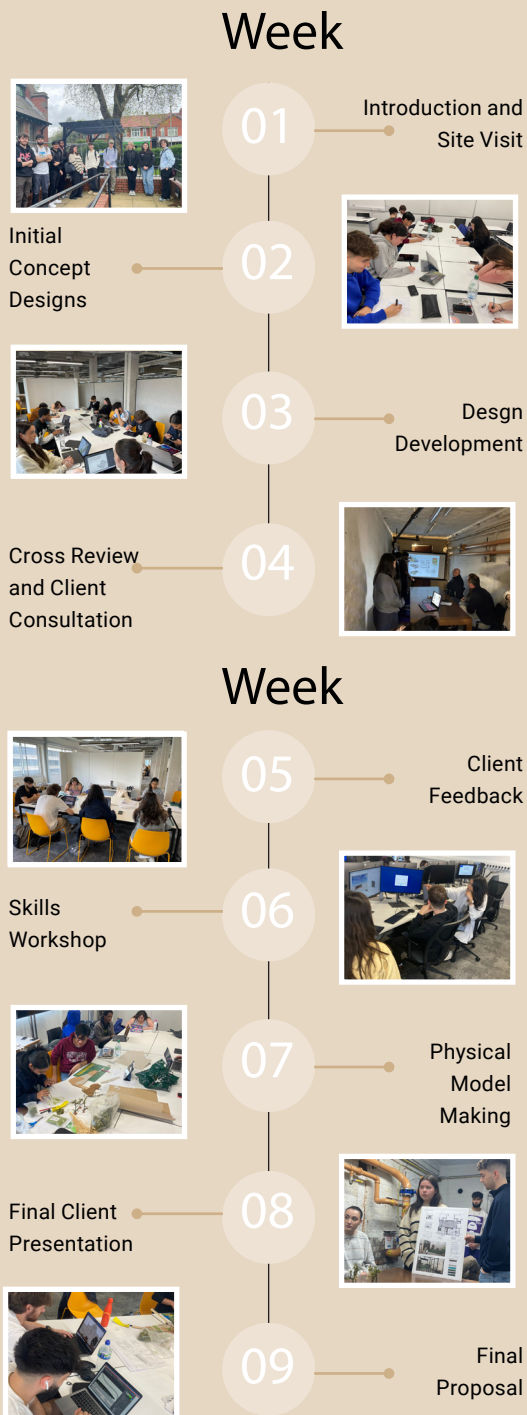 Week
01
Introduction and
Site Visit
02
Initial
Concept
Designs
03
Desgn
Development
04
Cross Review
and Client
Consultation
Week
05
Client
Feedback
06
Skills
Workshop
07
Physical
Model
Making
08
Final Client
Presentation
09
Final
Proposal